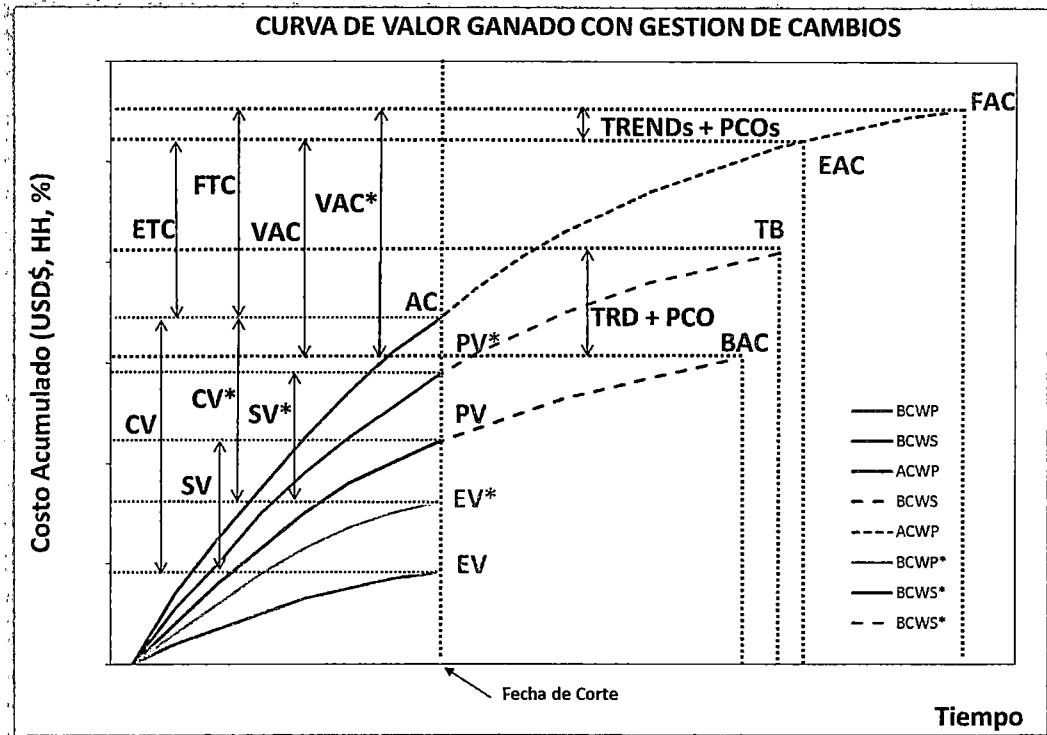 CURVA DE VALOR GANADO CON GESTION DE CAMBIOS
FAC
TRENDs + PCOs
EAC
FTC
VAC*
ETC
VAC
TB
AC
TRD + PCO
PV*
BAC
CV*
SV*
CV
PV
SV
EV*
EV
BCWP
BCWS
ACWP
BCWS
ACWP
BCWP*
BCWS*
BCWS*
Costo Acumulado (USD$, HH, %)
Fecha de Corte
Tiempo